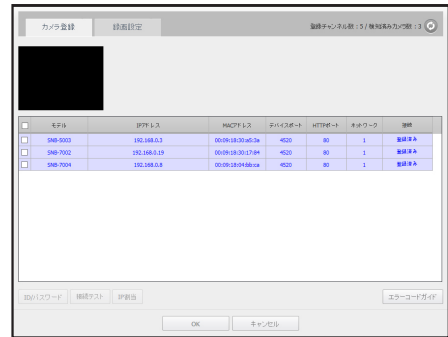 カメラ登録 録画設定 登録チャンネル数 : 5 / 検知済みカメラ数 : 3
モデル IPアドレス MACアドレス デバイスポート HTTPポート ネットワーク 登録
SNB-5003 192.168.0.3 00:09:18:30:a5:3a 4520 80 1 登録済み
SNB-7002 192.168.0.19 00:09:18:30:17:84 4520 80 1 登録済み
SNB-7004 192.168.0.8 00:09:18:04:bb:ca 4520 80 1 登録済み
ID/パスワード 接続テスト IP割当 エラーコードガイド
OK キャンセル